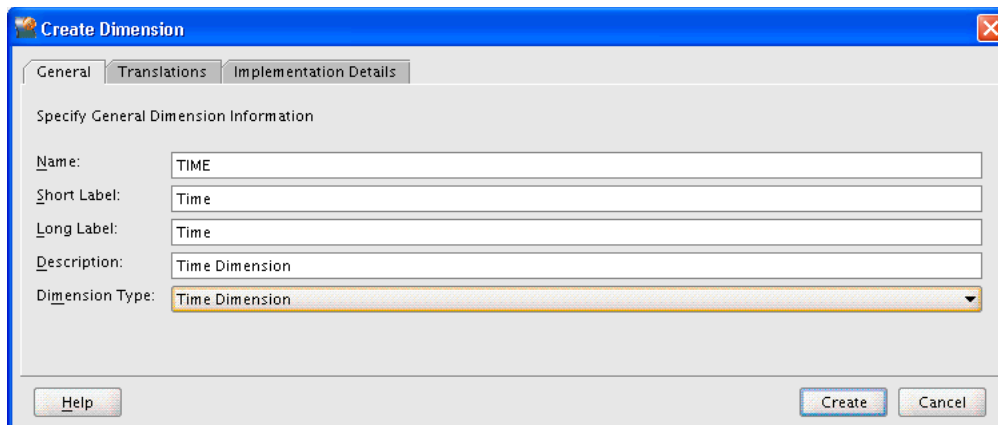 Create Dimension
General Translations Implementation Details
Specify General Dimension Information
Name: TIME
Short Label: Time
Long Label: Time
Description: Time Dimension
Dimension Type: Time Dimension
Help Create Cancel